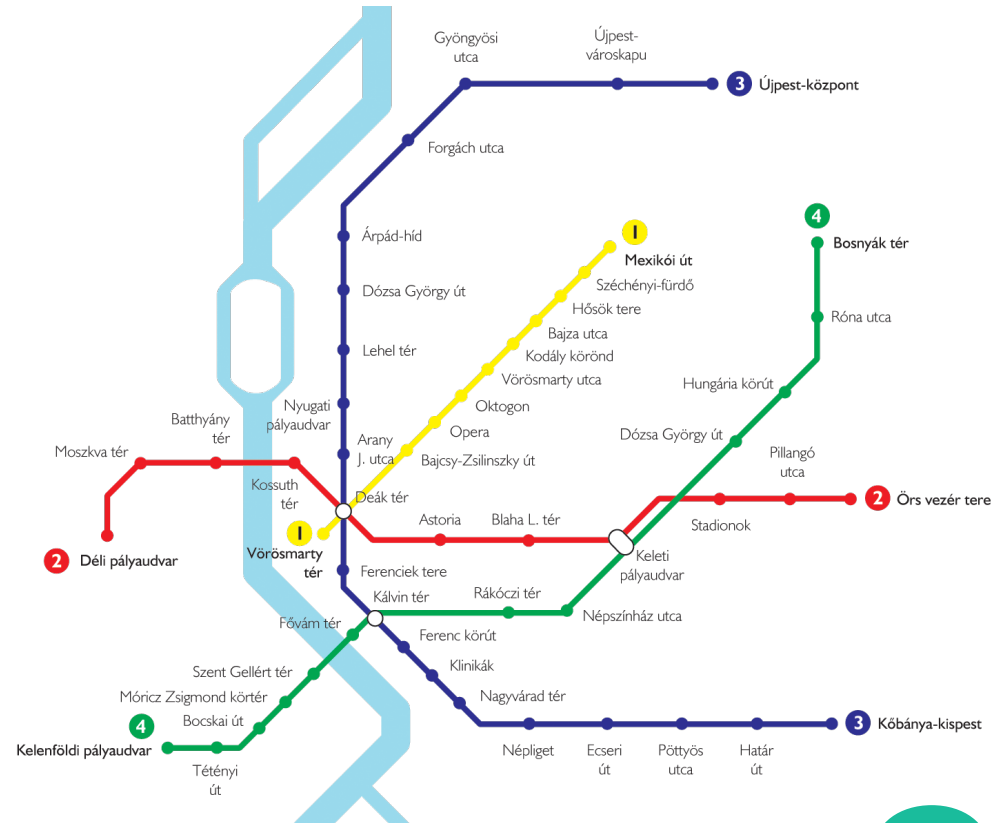 Gyöngyösi
utca
Újpest-
városkapu
3 Újpest-központ
Forgách utca
4
Bosnyák tér
Árpád-híd
1
Mexikói út
Széchenyi-fürdő
Dózsa György út
Hősök tere
Róna utca
Bajza utca
Lehel tér
Kodály körönd
Vörösmarty utca
Hungária körút
Oktogon
Nyugati
pályaudvar
Batthyány
tér
Opera
Dózsa György út
Moszkva tér
Arany
J. utca
Bajcsy-Zsilinszky út
Pillangó
utca
Kossuth
tér
Deák tér
2 Örs vezér tere
Astoria
Blaha L. tér
Stadionok
1
Vörösmarty
tér
2 Déli pályaudvar
Keleti
pályaudvar
Ferenciek tere
Kálvin tér
Rákóczi tér
Népszínház utca
Fővám tér
Ferenc körút
Szent Gellért tér
Klinikák
Móricz Zsigmond körtér
Nagyvárad tér
Bocskai út
4
Kelenföldi pályaudvar
3 Kőbánya-kispest
Tétényi
út
Népliget
Ecseri
út
Pöttyös
utca
Határ
út